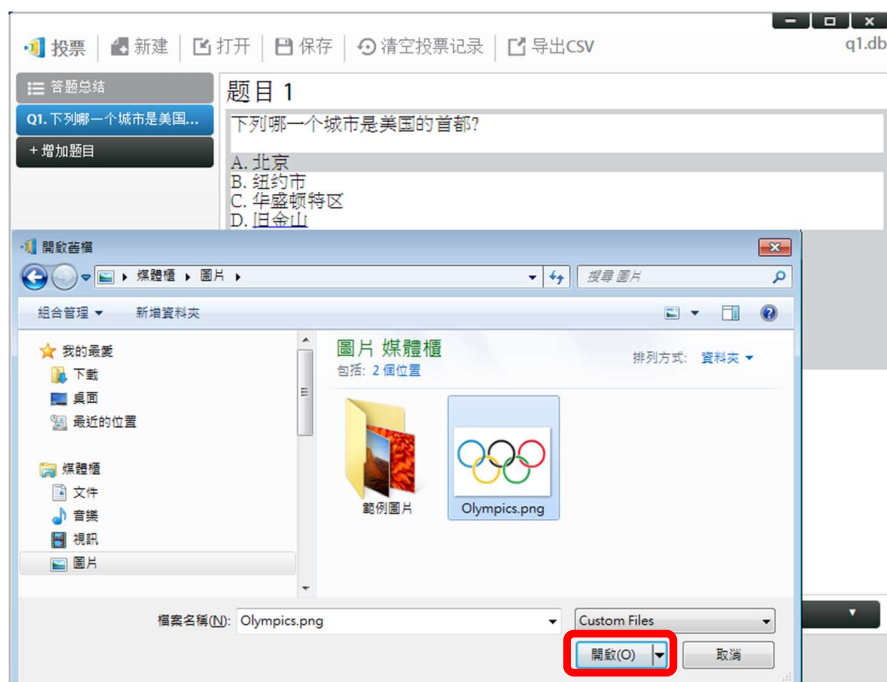 投票 新建 打开 保存 清空投票记录 导出CSV q1.db
答题总结
Q1. 下列哪一个城市是美国...
+ 增加题目
题目 1
下列哪一个城市是美国的首都?
A. 北京
B. 纽约市
C. 华盛顿特区
D. 旧金山
開啟舊檔
媒體櫃 圖片 搜尋 圖片
組合管理 新增資料夾
我的最愛
下載
桌面
最近的位置
媒體櫃
文件
音樂
視訊
圖片
圖片 媒體櫃
包括: 2 個位置
排列方式: 資料夾
範例圖片
Olympics.png
檔案名稱(N): Olympics.png Custom Files
開啟(O) 取消